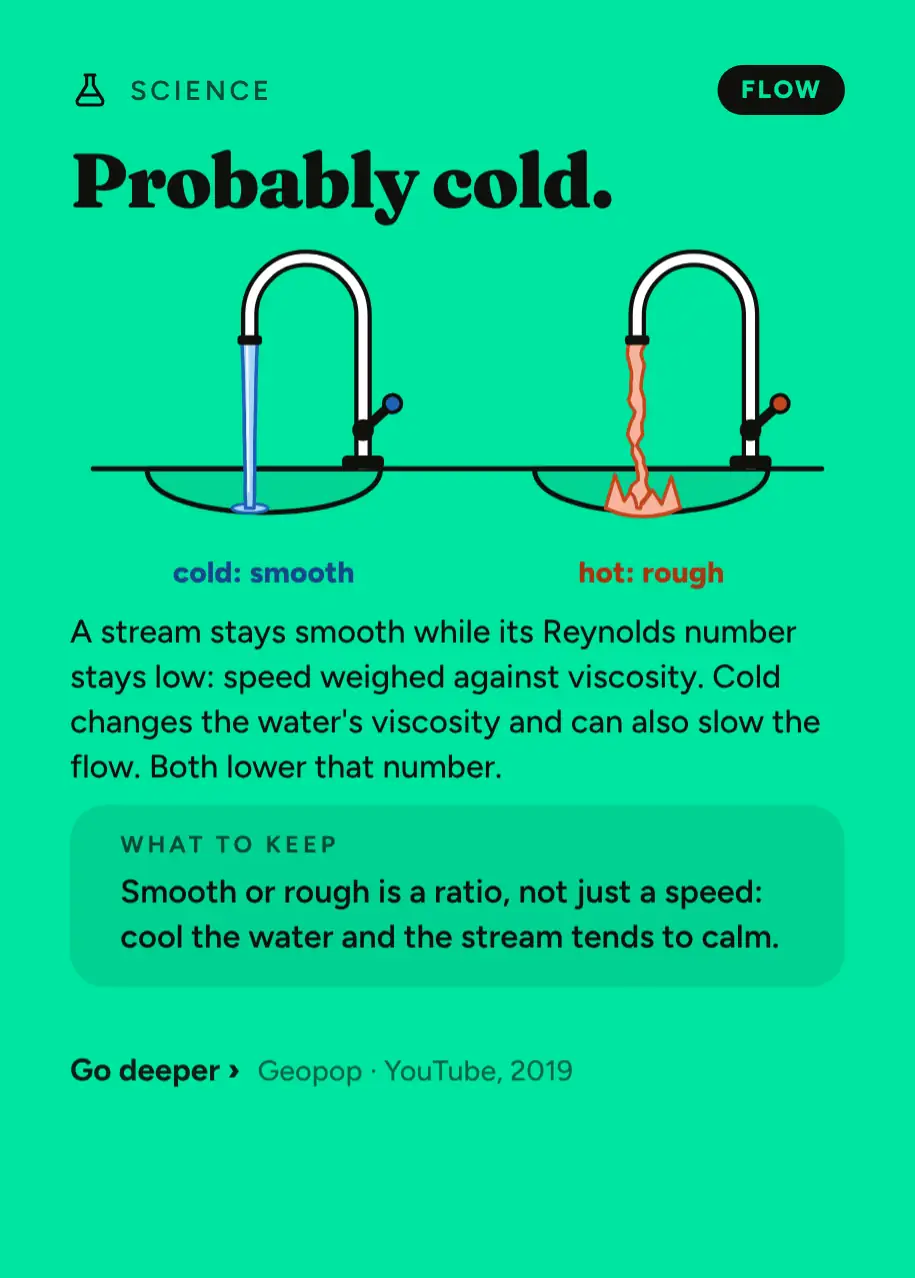 SCIENCE
FLOW
Probably cold.
cold: smooth
hot: rough
A stream stays smooth while its Reynolds number
stays low: speed weighed against viscosity. Cold
changes the water's viscosity and can also slow the
flow. Both lower that number.
WHAT TO KEEP
Smooth or rough is a ratio, not just a speed:
cool the water and the stream tends to calm.
Go deeper › Geopop · YouTube, 2019